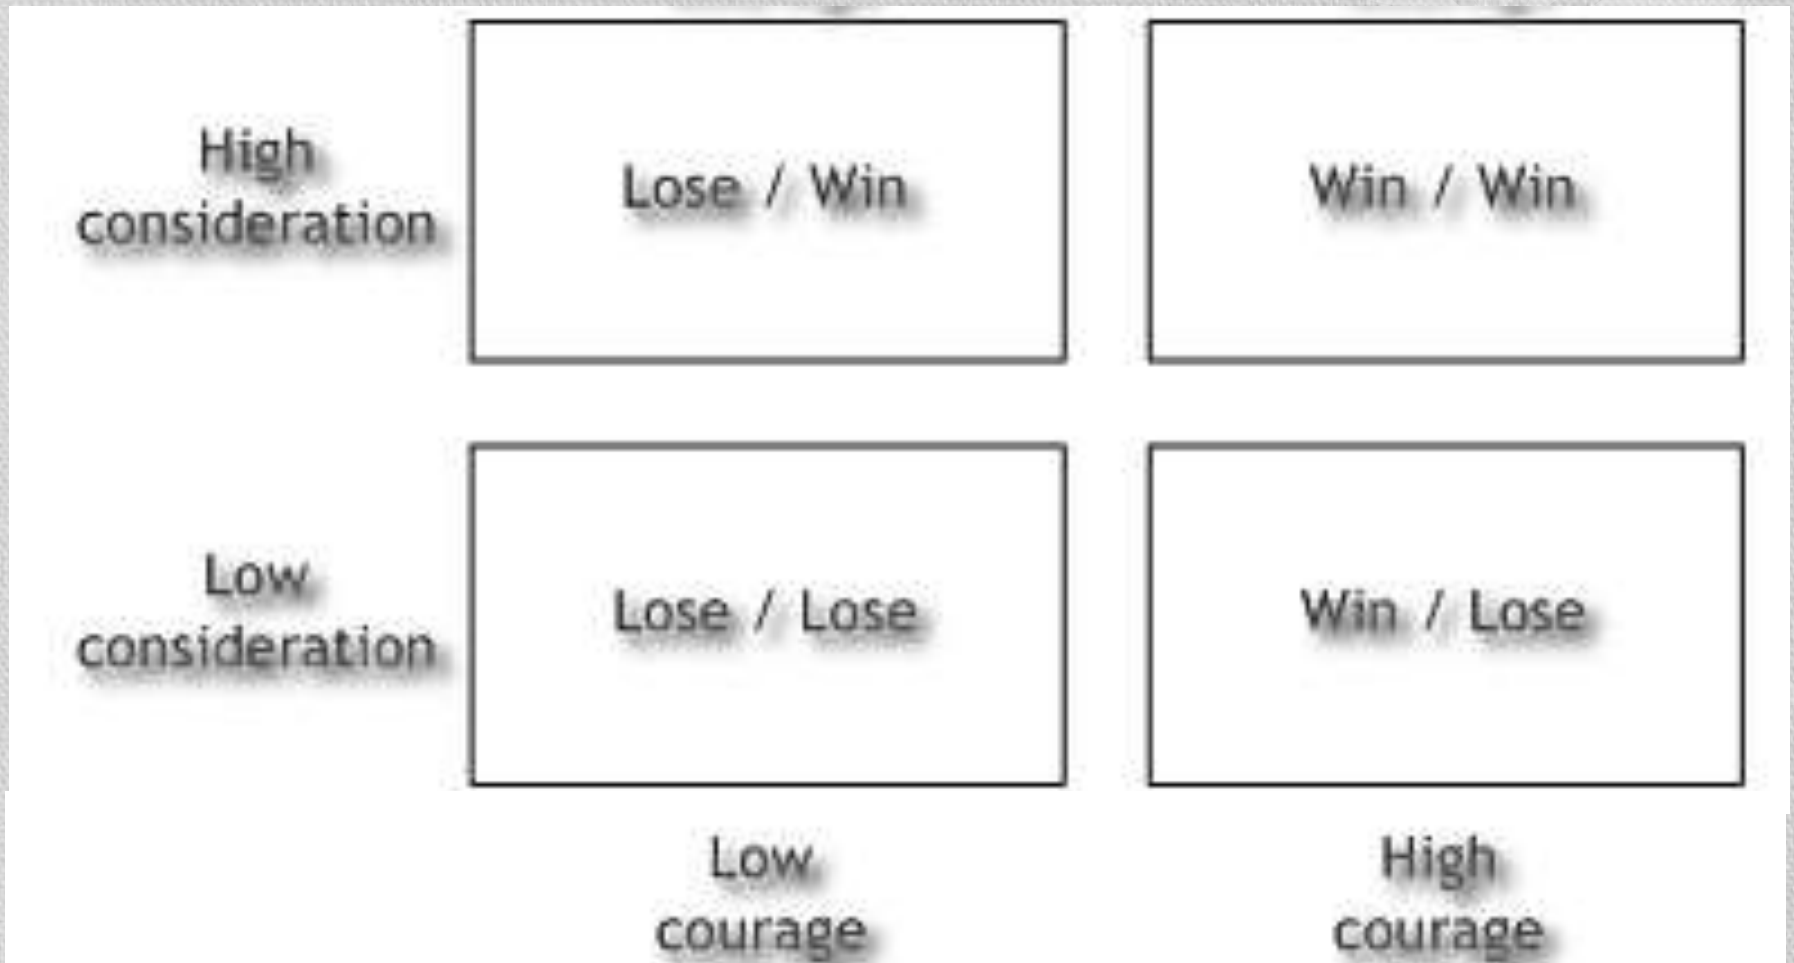 High
consideration
Lose / Win
Win / Win
Low
consideration
Lose / Lose
Win / Lose
Low
courage
High
courage